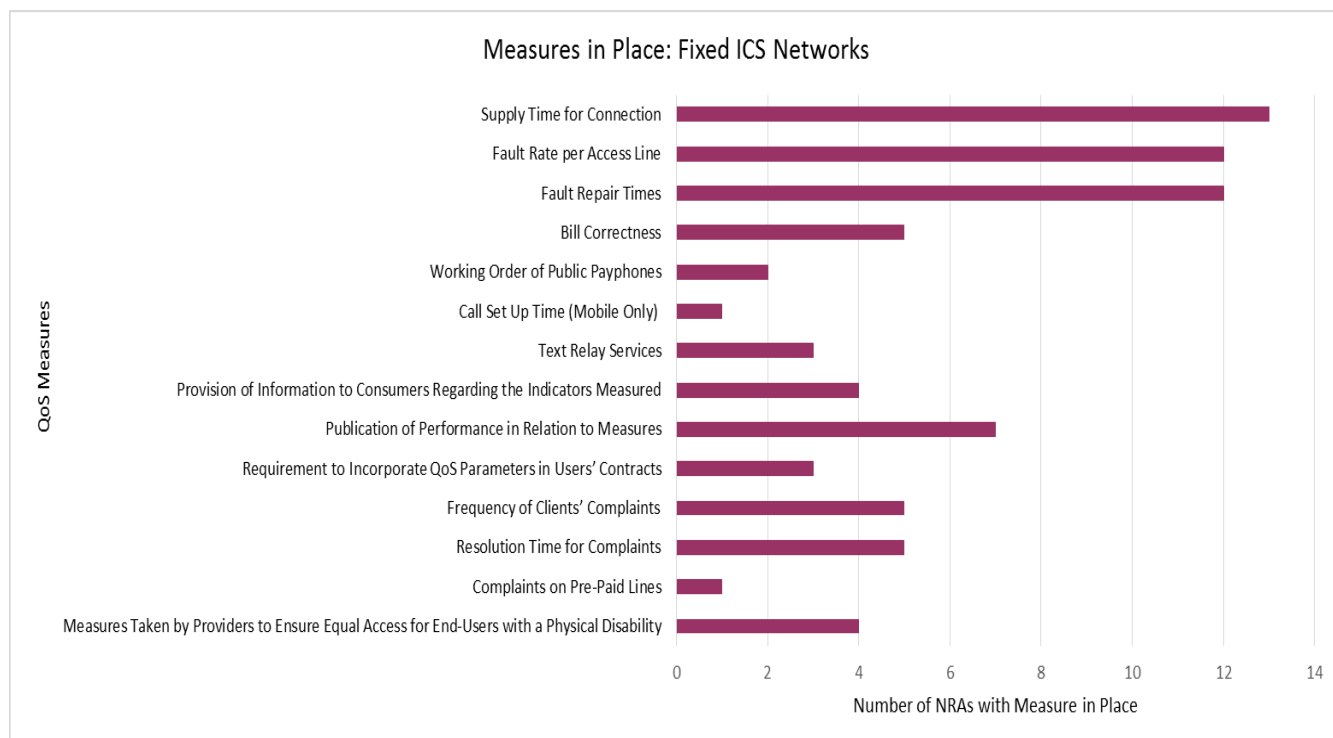 Measures in Place: Fixed ICS Networks
QoS Measures
Supply Time for Connection
Fault Rate per Access Line
Fault Repair Times
Bill Correctness
Working Order of Public Payphones
Call Set Up Time (Mobile Only)
Text Relay Services
Provision of Information to Consumers Regarding the Indicators Measured
Publication of Performance in Relation to Measures
Requirement to Incorporate QoS Parameters in Users’ Contracts
Frequency of Clients’ Complaints
Resolution Time for Complaints
Complaints on Pre-Paid Lines
Measures Taken by Providers to Ensure Equal Access for End-Users with a Physical Disability
0 2 4 6 8 10 12 14
Number of NRAs with Measure in Place